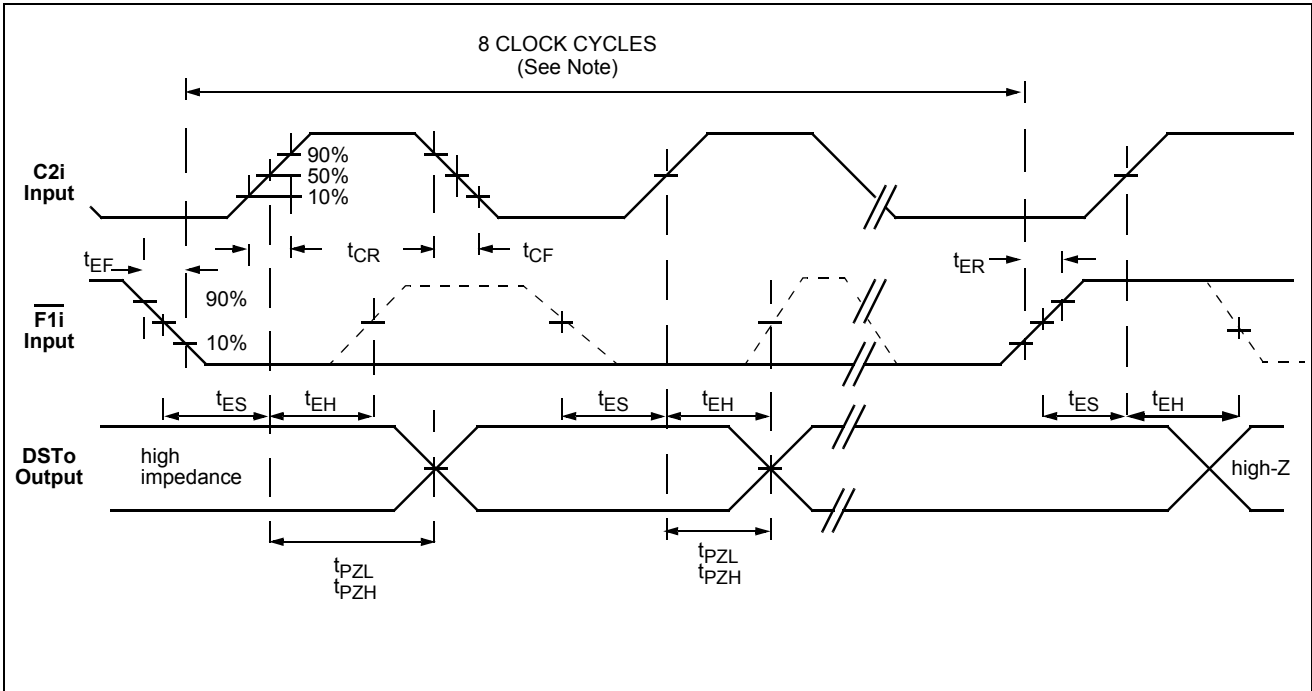 8 CLOCK CYCLES
(See Note)
C2i
Input
90%
50%
10%
tEF
tCR
tCF
tER
F1i
Input
90%
10%
tES
tEH
tES
tEH
tES
tEH
DSTo
Output
high
impedance
high-Z
tPZL
tPZH
tPZL
tPZH